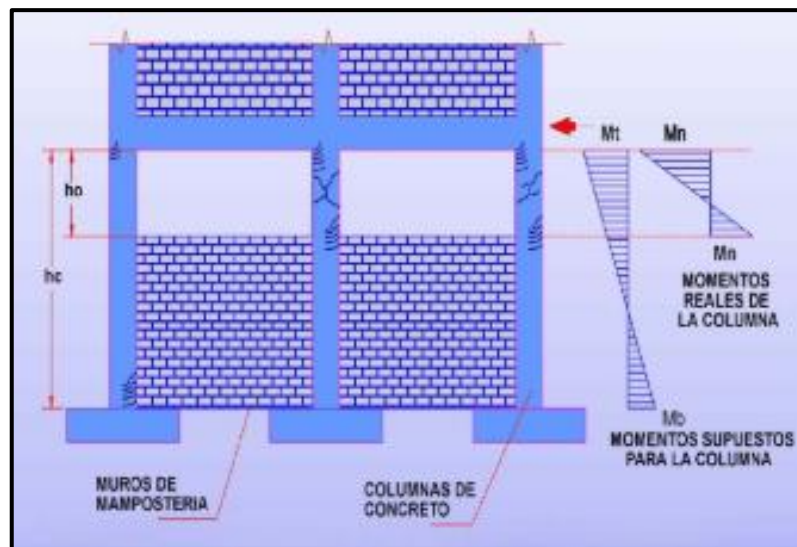 Mt
Mn
ho
hc
Mn
MOMENTOS
REALES DE
LA COLUMNA
Mb
MOMENTOS SUPUESTOS
PARA LA COLUMNA
MUROS DE
MAMPOSTERIA
COLUMNAS DE
CONCRETO